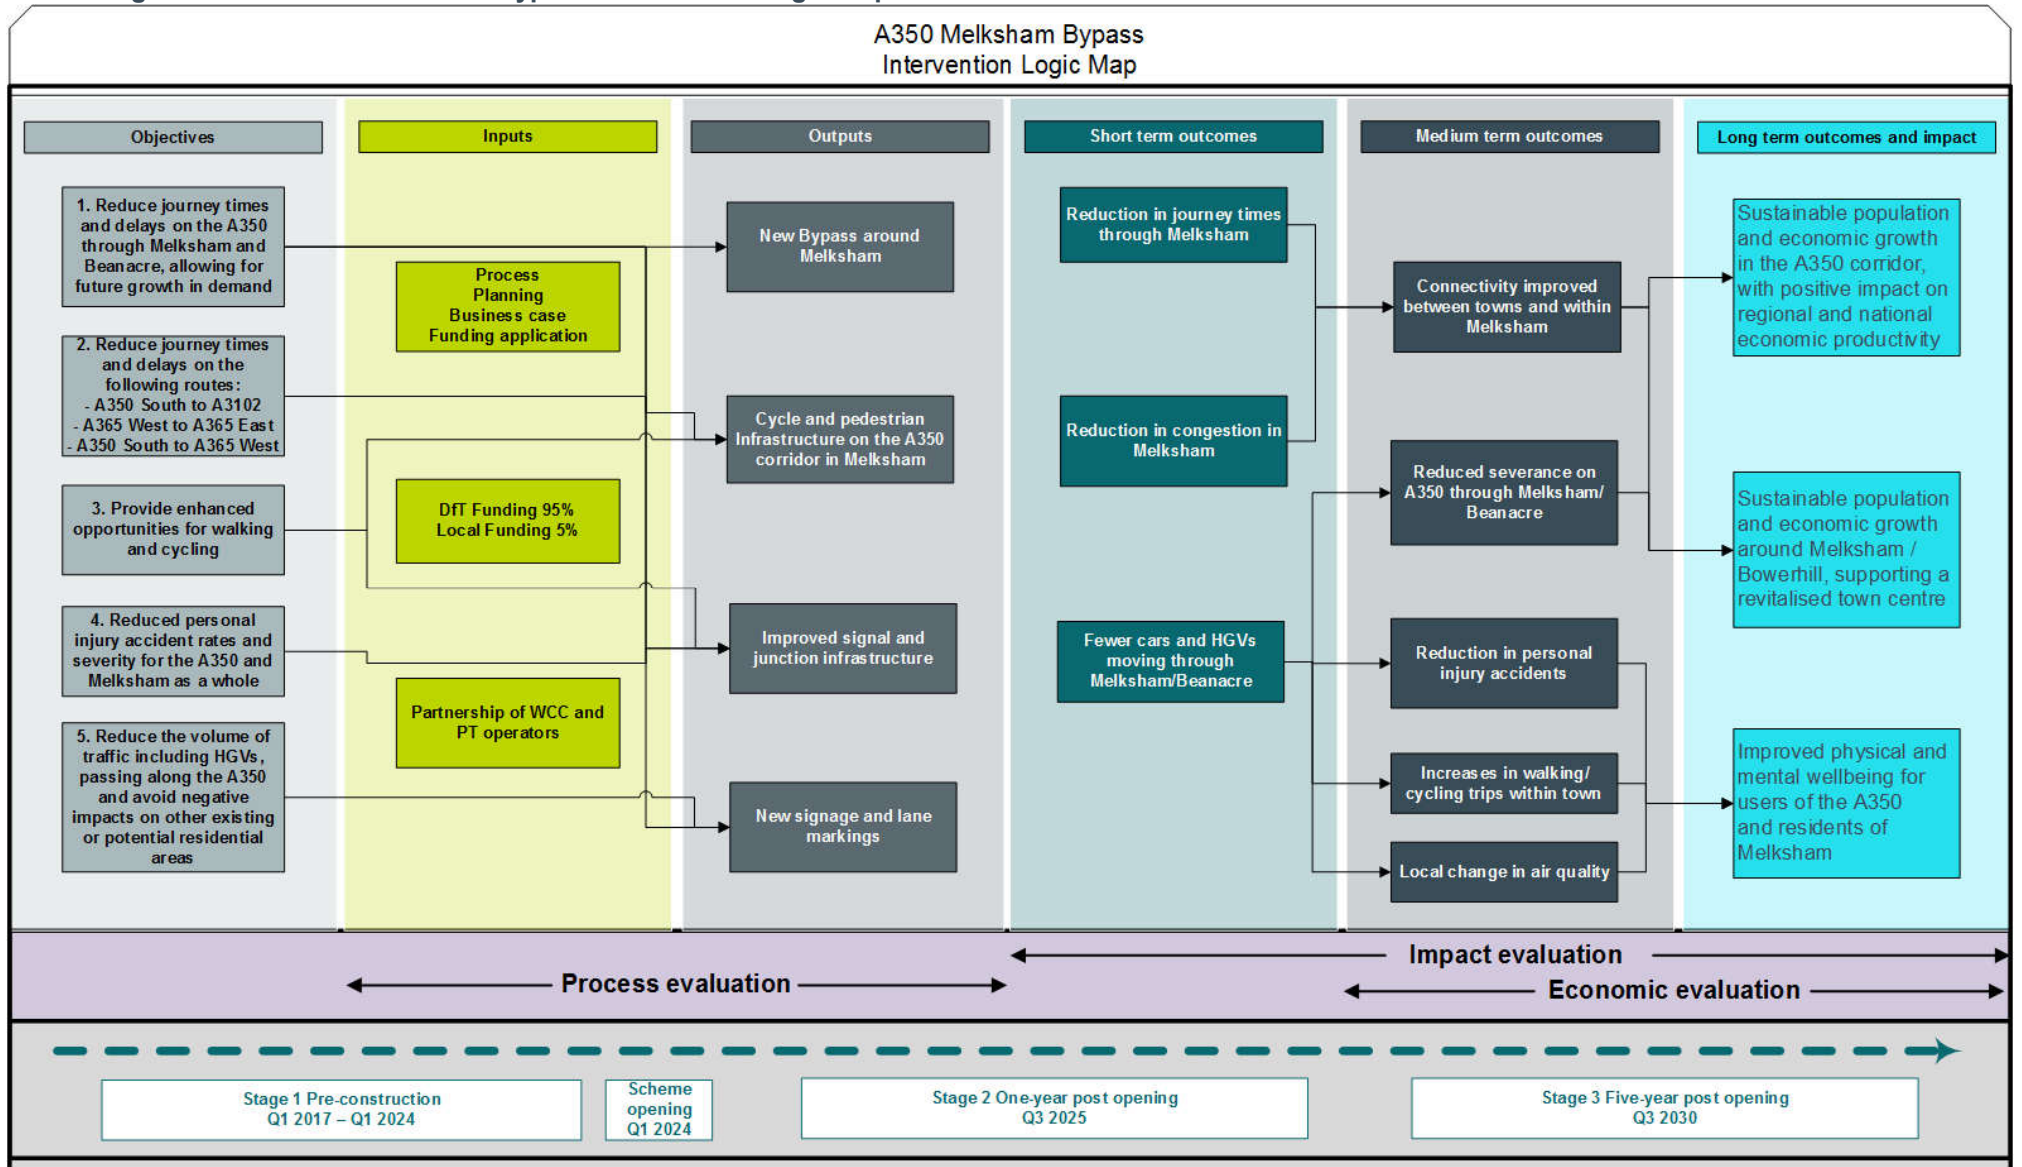 A350 Melksham Bypass
Intervention Logic Map
Objectives
1. Reduce journey times
and delays on the A350
through Melksham and
Beanacre, allowing for
future growth in demand
2. Reduce journey times
and delays on the
following routes:
- A350 South to A3102
- A365 West to A365 East
- A350 South to A365 West
3. Provide enhanced
opportunities for walking
and cycling
4. Reduced personal
injury accident rates and
severity for the A350 and
Melksham as a whole
5. Reduce the volume of
traffic including HGVs,
passing along the A350
and avoid negative
impacts on other existing
or potential residential
areas
Inputs
Process
Planning
Business case
Funding application
DfT Funding 95%
Local Funding 5%
Partnership of WCC and
PT operators
Outputs
New Bypass around
Melksham
Cycle and pedestrian
Infrastructure on the A350
corridor in Melksham
Improved signal and
junction infrastructure
New signage and lane
markings
Short term outcomes
Reduction in journey times
through Melksham
Reduction in congestion in
Melksham
Fewer cars and HGVs
moving through
Melksham/Beanacre
Medium term outcomes
Connectivity improved
between towns and within
Melksham
Reduced severance on
A350 through Melksham/
Beanacre
Reduction in personal
injury accidents
Increases in walking/
cycling trips within town
Local change in air quality
Long term outcomes and impact
Sustainable population
and economic growth
in the A350 corridor,
with positive impact on
regional and national
economic productivity
Sustainable population
and economic growth
around Melksham /
Bowerhill, supporting a
revitalised town centre
Improved physical and
mental wellbeing for
users of the A350
and residents of
Melksham
Impact evaluation
Process evaluation
Economic evaluation
Stage 1 Pre-construction
Q1 2017 – Q1 2024
Scheme
opening
Q1 2024
Stage 2 One-year post opening
Q3 2025
Stage 3 Five-year post opening
Q3 2030